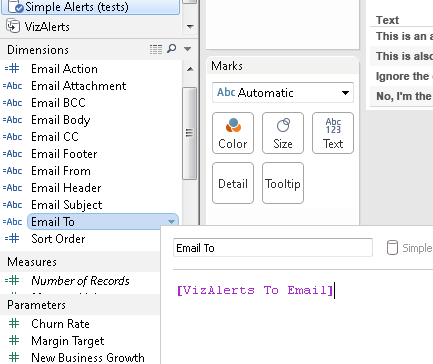 Simple Alerts (tests)
VizAlerts
Dimensions
Email Action
Abc Email Attachment
Abc Email BCC
Abc Email Body
Abc Email CC
Abc Email Footer
Abc Email From
Abc Email Header
Abc Email Subject
Abc Email To
Sort Order
Measures
Number of Records
Parameters
Churn Rate
Margin Target
New Business Growth
Marks
Abc Automatic
Color
Size
Abc
123
Text
Detail
Tooltip
Text
This is an a
This is also
Ignore the
No, I'm the
Email To
Simple
[VizAlerts To Email]